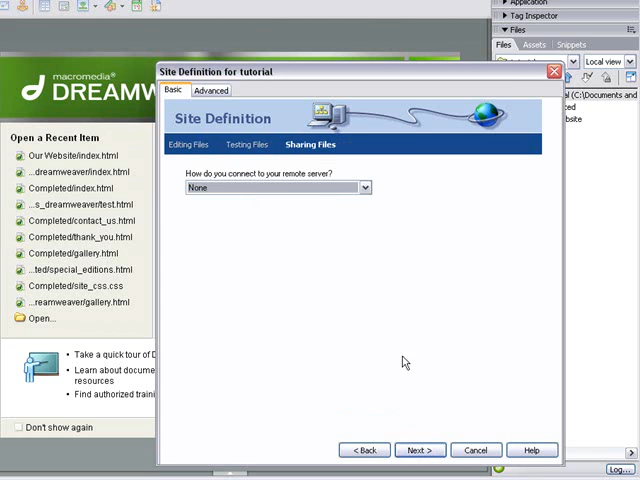 Application
Tag Inspector
Files
Files Assets Snippets
Local view
(C:\Documents and
macromedia®
DREAMW
Open a Recent Item
Our Website/index.html
...dreamweaver/index.html
Completed/index.html
...s_dreamweaver/test.html
Completed/contact_us.html
Completed/thank_you.html
Completed/gallery.html
...ted/special_editions.html
Completed/site_css.css
...reamweaver/gallery.html
Open...
• Take a quick tour of D
• Learn about docume
resources
• Find authorized traini
Don't show again
Site Definition for tutorial
Basic Advanced
Site Definition
Editing Files Testing Files Sharing Files
How do you connect to your remote server?
None
< Back Next > Cancel Help
Log...